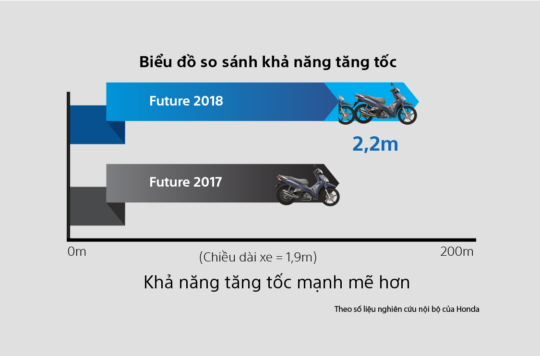 Biểu đồ so sánh khả năng tăng tốc
Future 2018
2,2m
Future 2017
0m
(Chiều dài xe = 1,9m)
200m
Khả năng tăng tốc mạnh mẽ hơn
Theo số liệu nghiên cứu nội bộ của Honda